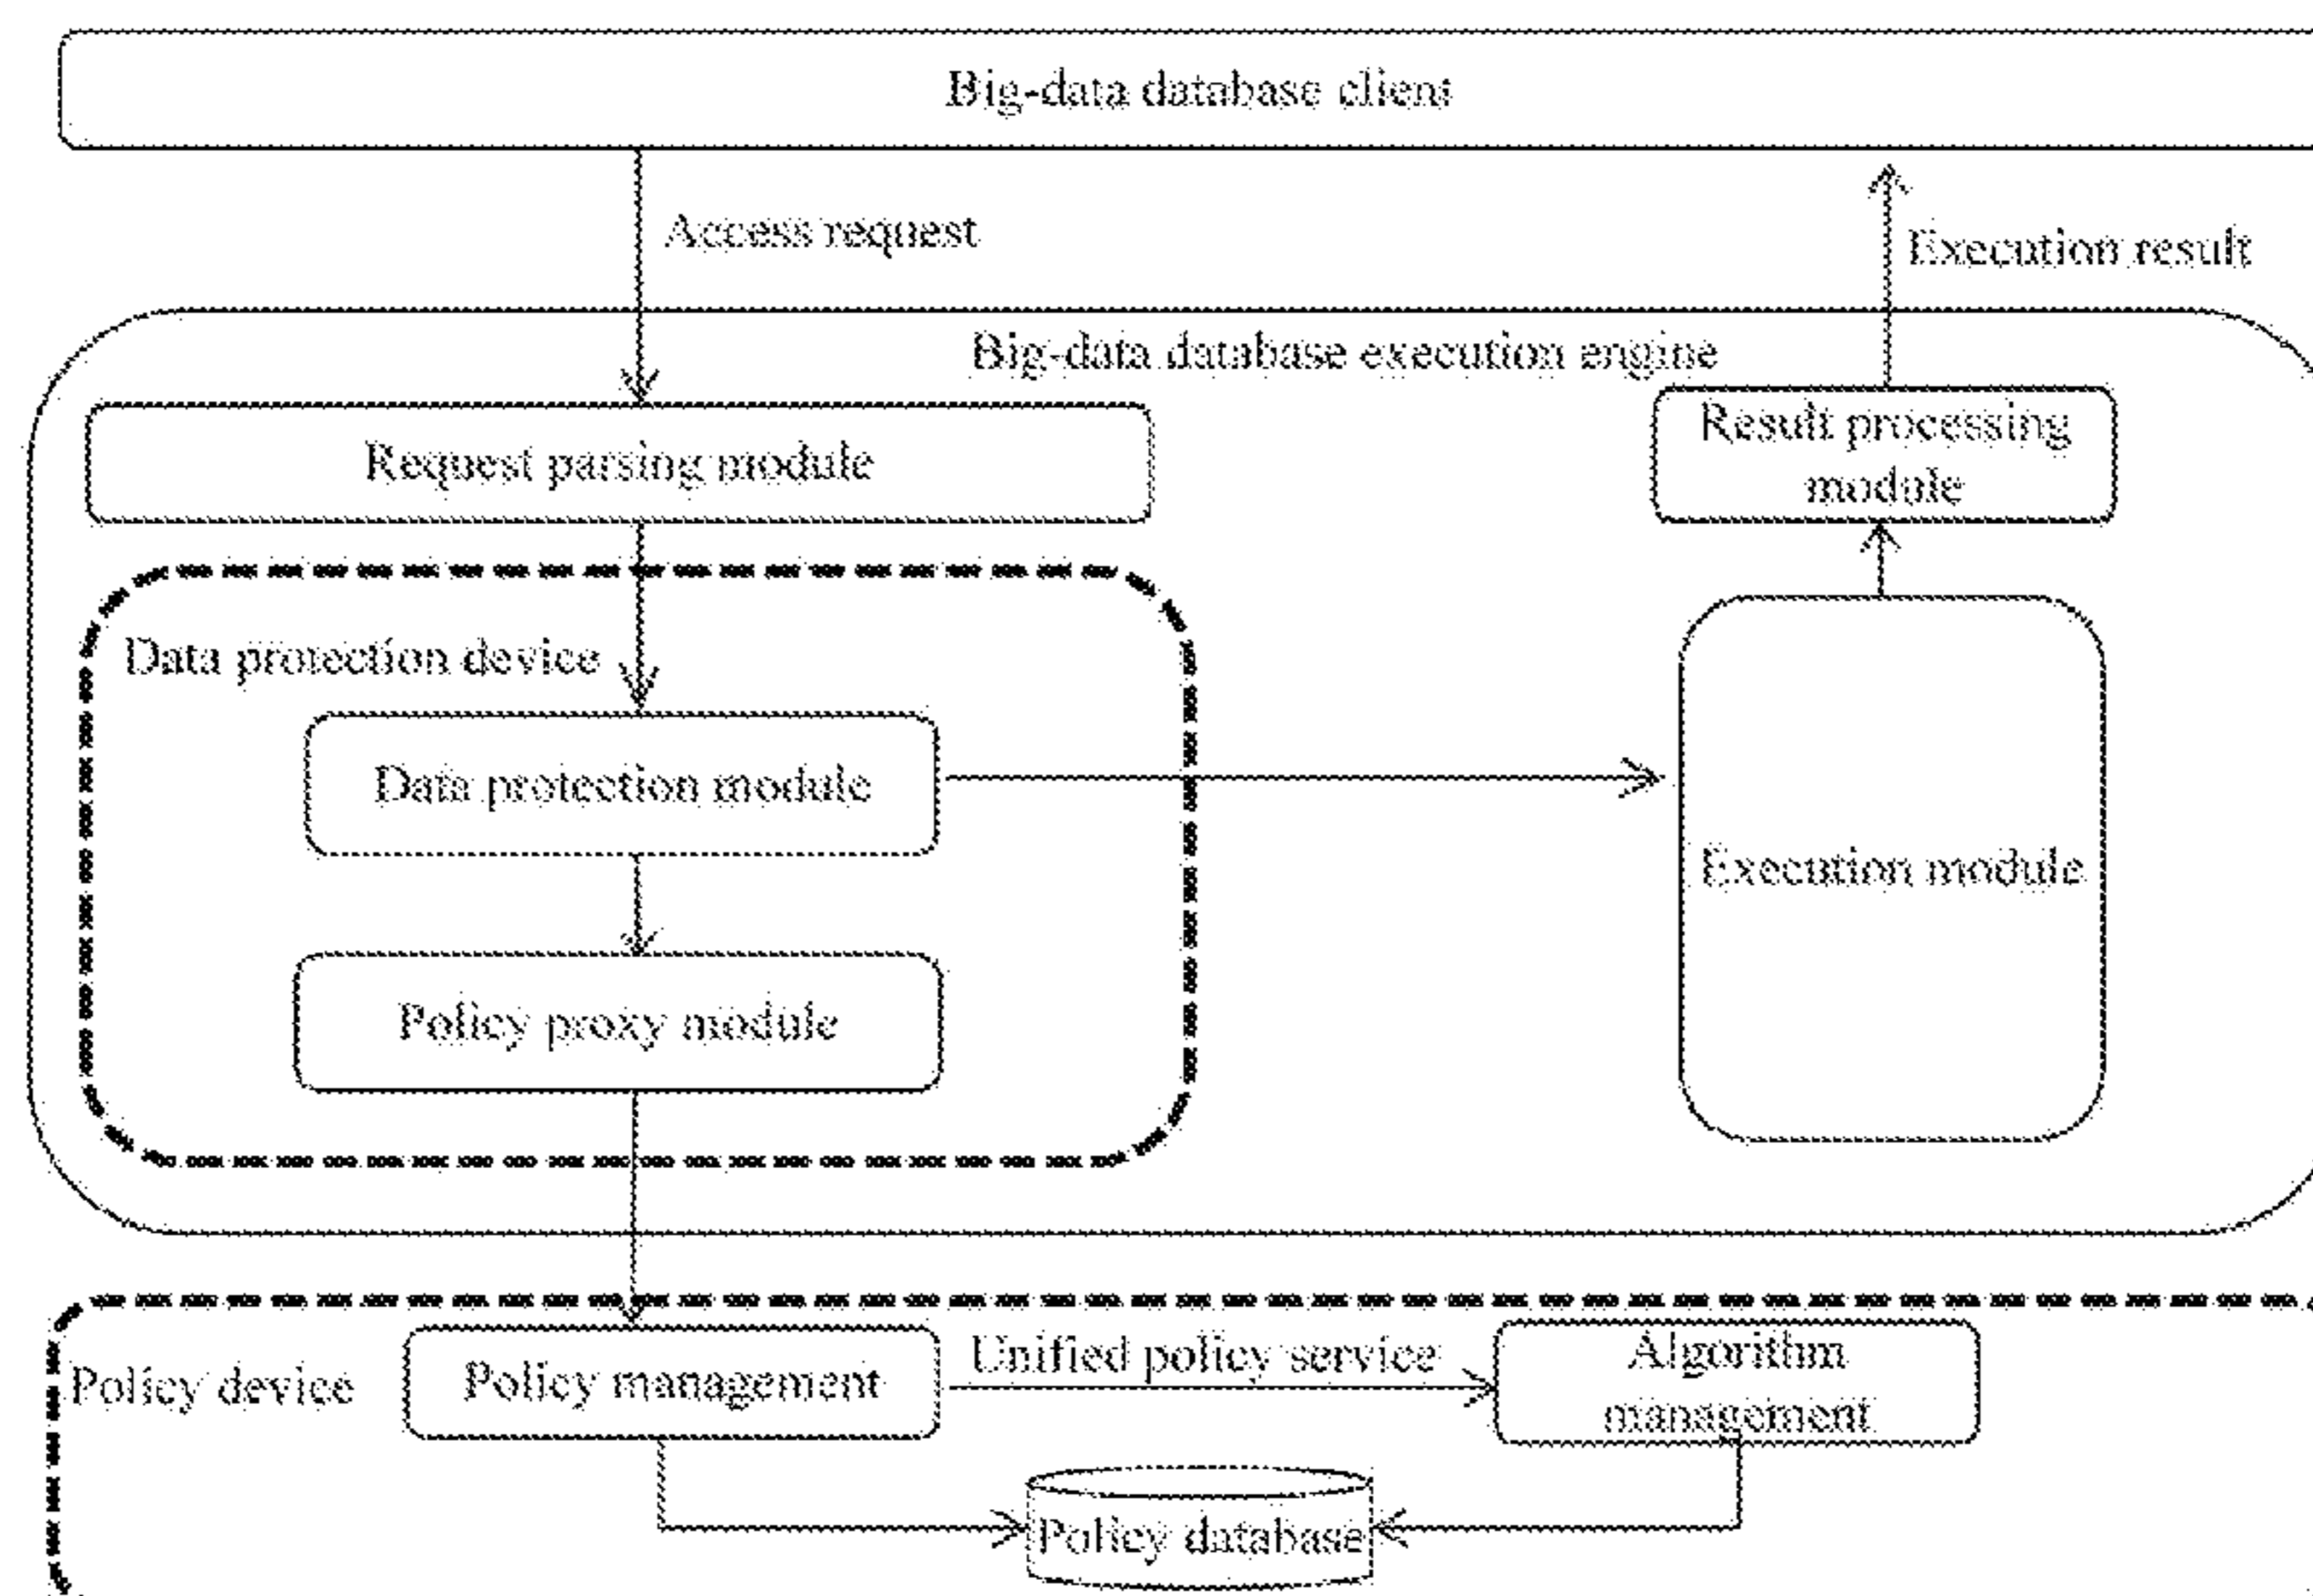 Big-data database client
Access request
Execution result
Big-data database execution engine
Request parsing module
Result processing
module
Data protection device
Data protection module
Execution module
Policy proxy module
Policy device
Policy management
Unified policy service
Algorithm
management
Policy database